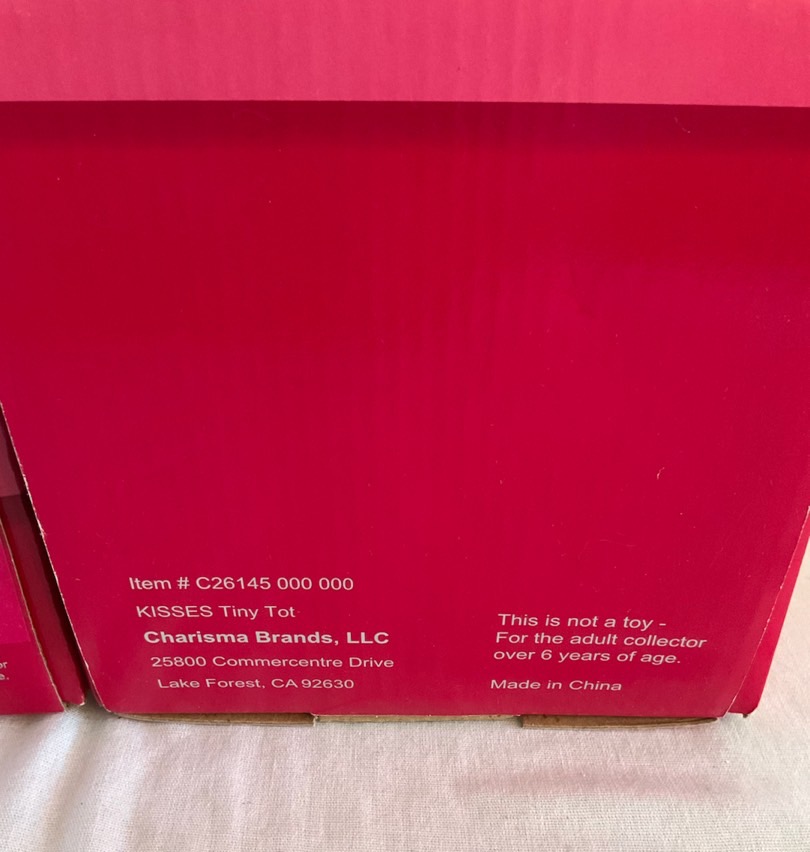 Item # C26145 000 000
KISSES Tiny Tot
Charisma Brands, LLC
25800 Commercentre Drive
Lake Forest, CA 92630
This is not a toy -
For the adult collector
over 6 years of age.
Made in China